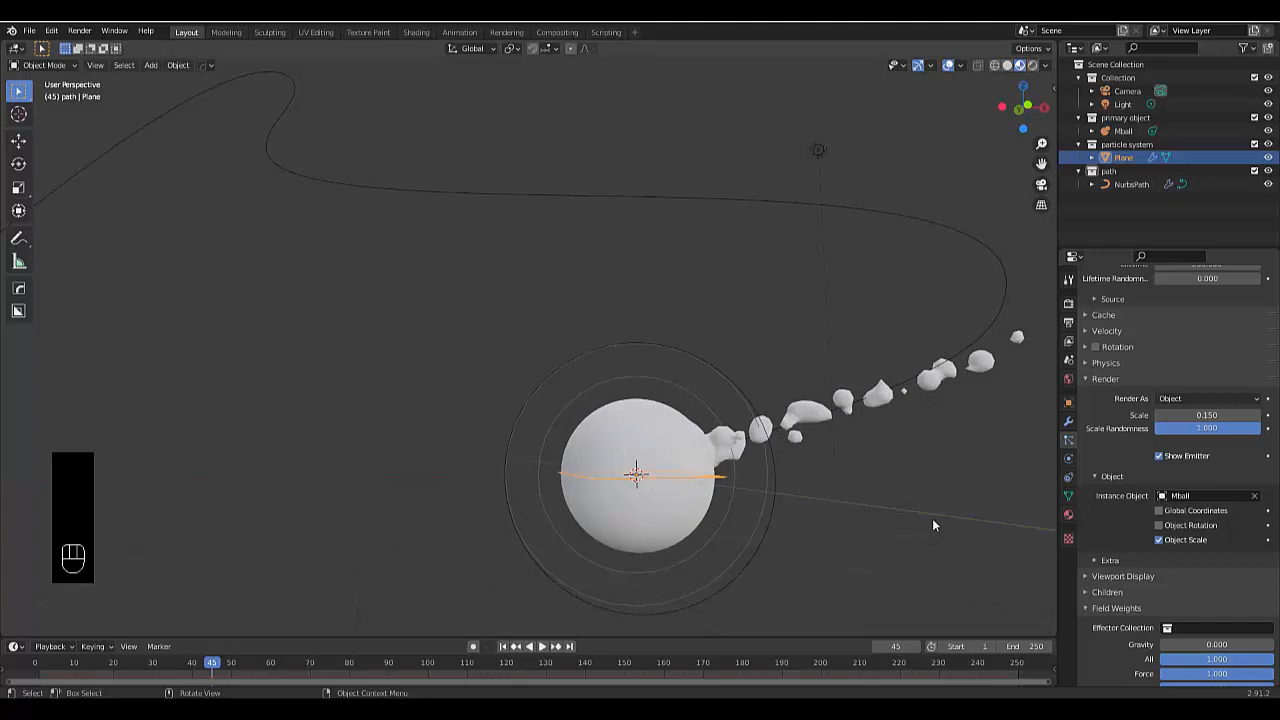 File Edit Render Window Help Layout Modeling Sculpting UV Editing Texture Paint Shading Animation Rendering Compositing Scripting + Scene View Layer
Global Options
Object Mode View Select Add Object
User Perspective
(45) path | Plane
Scene Collection
Collection
Camera
Light
primary object
Mball
particle system
Plane
path
NurbsPath
Lifetime Randomn... 0.000
Source
Cache
Velocity
Rotation
Physics
Render
Render As Object
Scale 0.150
Scale Randomness 1.000
Show Emitter
Object
Instance Object Mball
Global Coordinates
Object Rotation
Object Scale
Extra
Viewport Display
Children
Field Weights
Effector Collection
Gravity 0.000
All 1.000
Force 1.000
Playback Keying View Marker 45 Start 1 End 250
0 10 20 30 40 45 50 60 70 80 90 100 110 120 130 140 150 160 170 180 190 200 210 220 230 240 250
Select Box Select Rotate View Object Context Menu 2.91.2